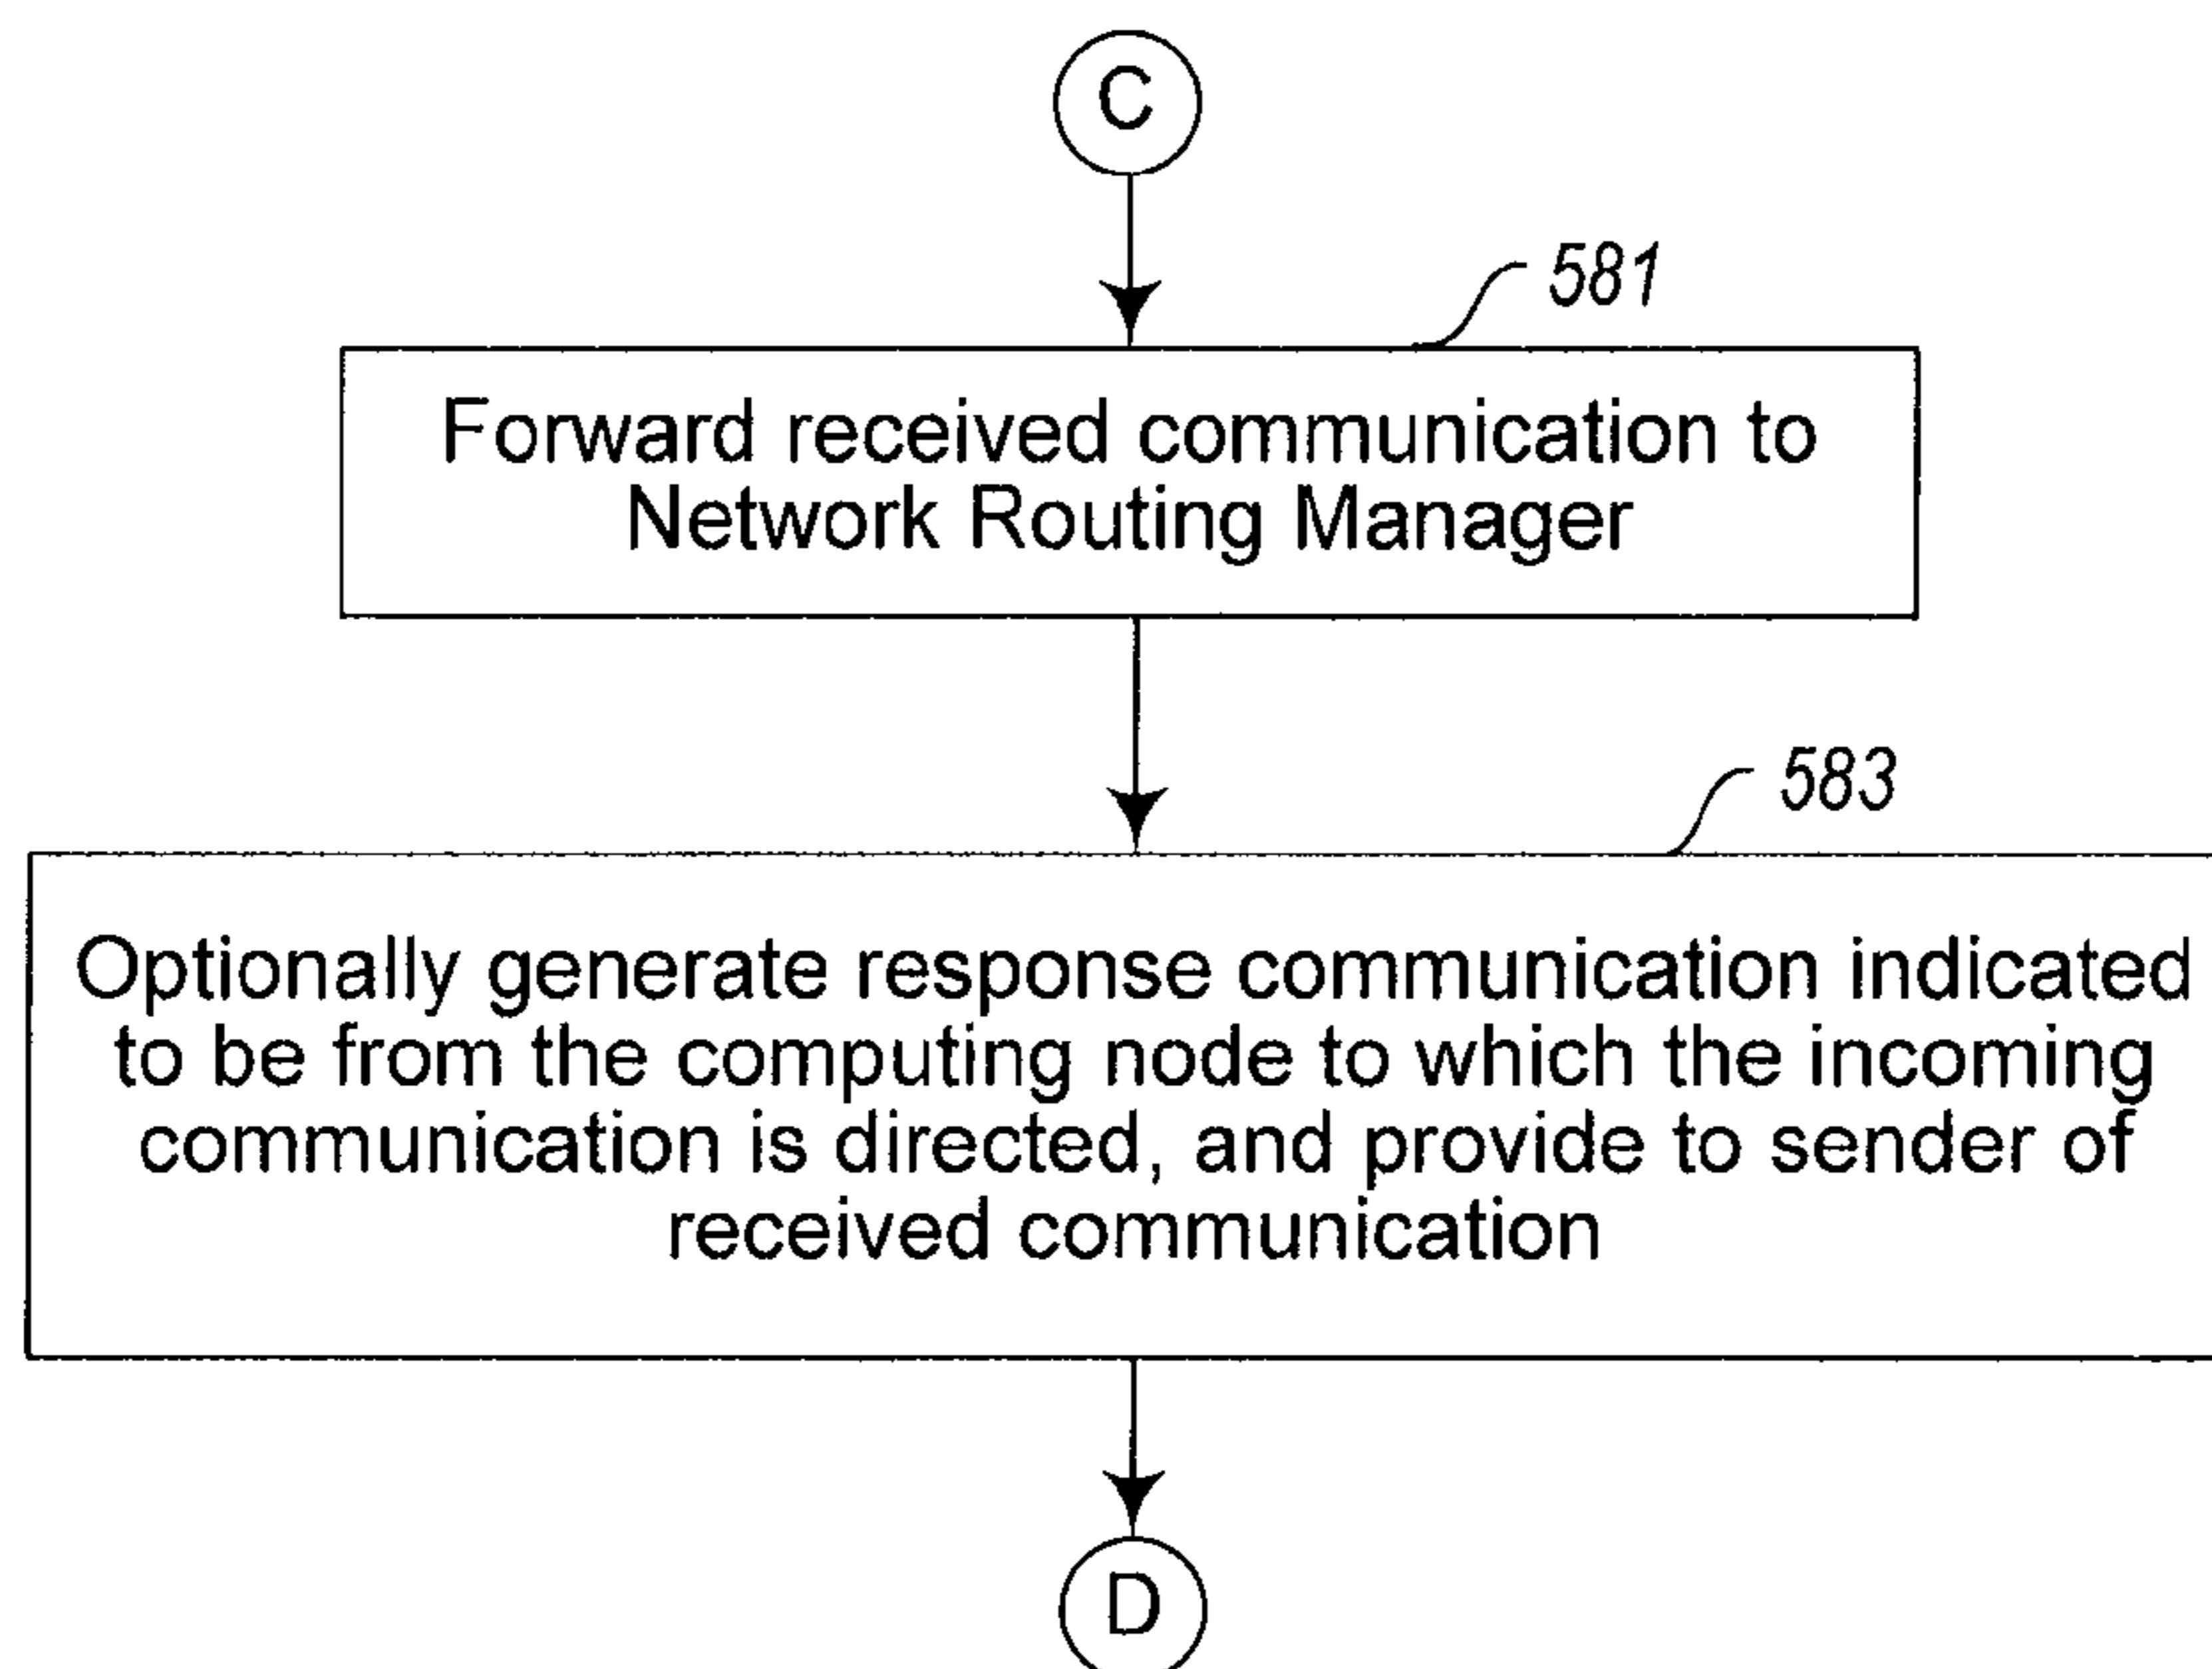 C
581
Forward received communication to
Network Routing Manager
583
Optionally generate response communication indicated
to be from the computing node to which the incoming
communication is directed, and provide to sender of
received communication
D